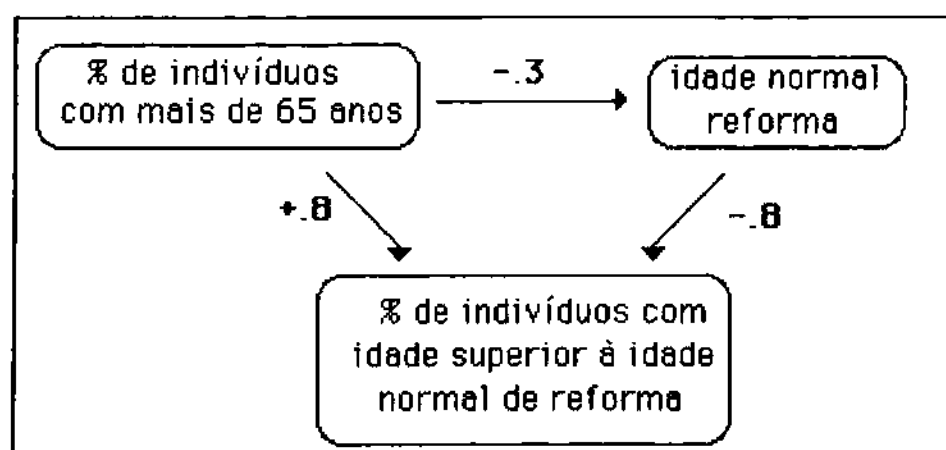 % de indivíduos
com mais de 65 anos
-.3
idade normal
reforma
+.8
-.8
% de indivíduos com
idade superior à idade
normal de reforma